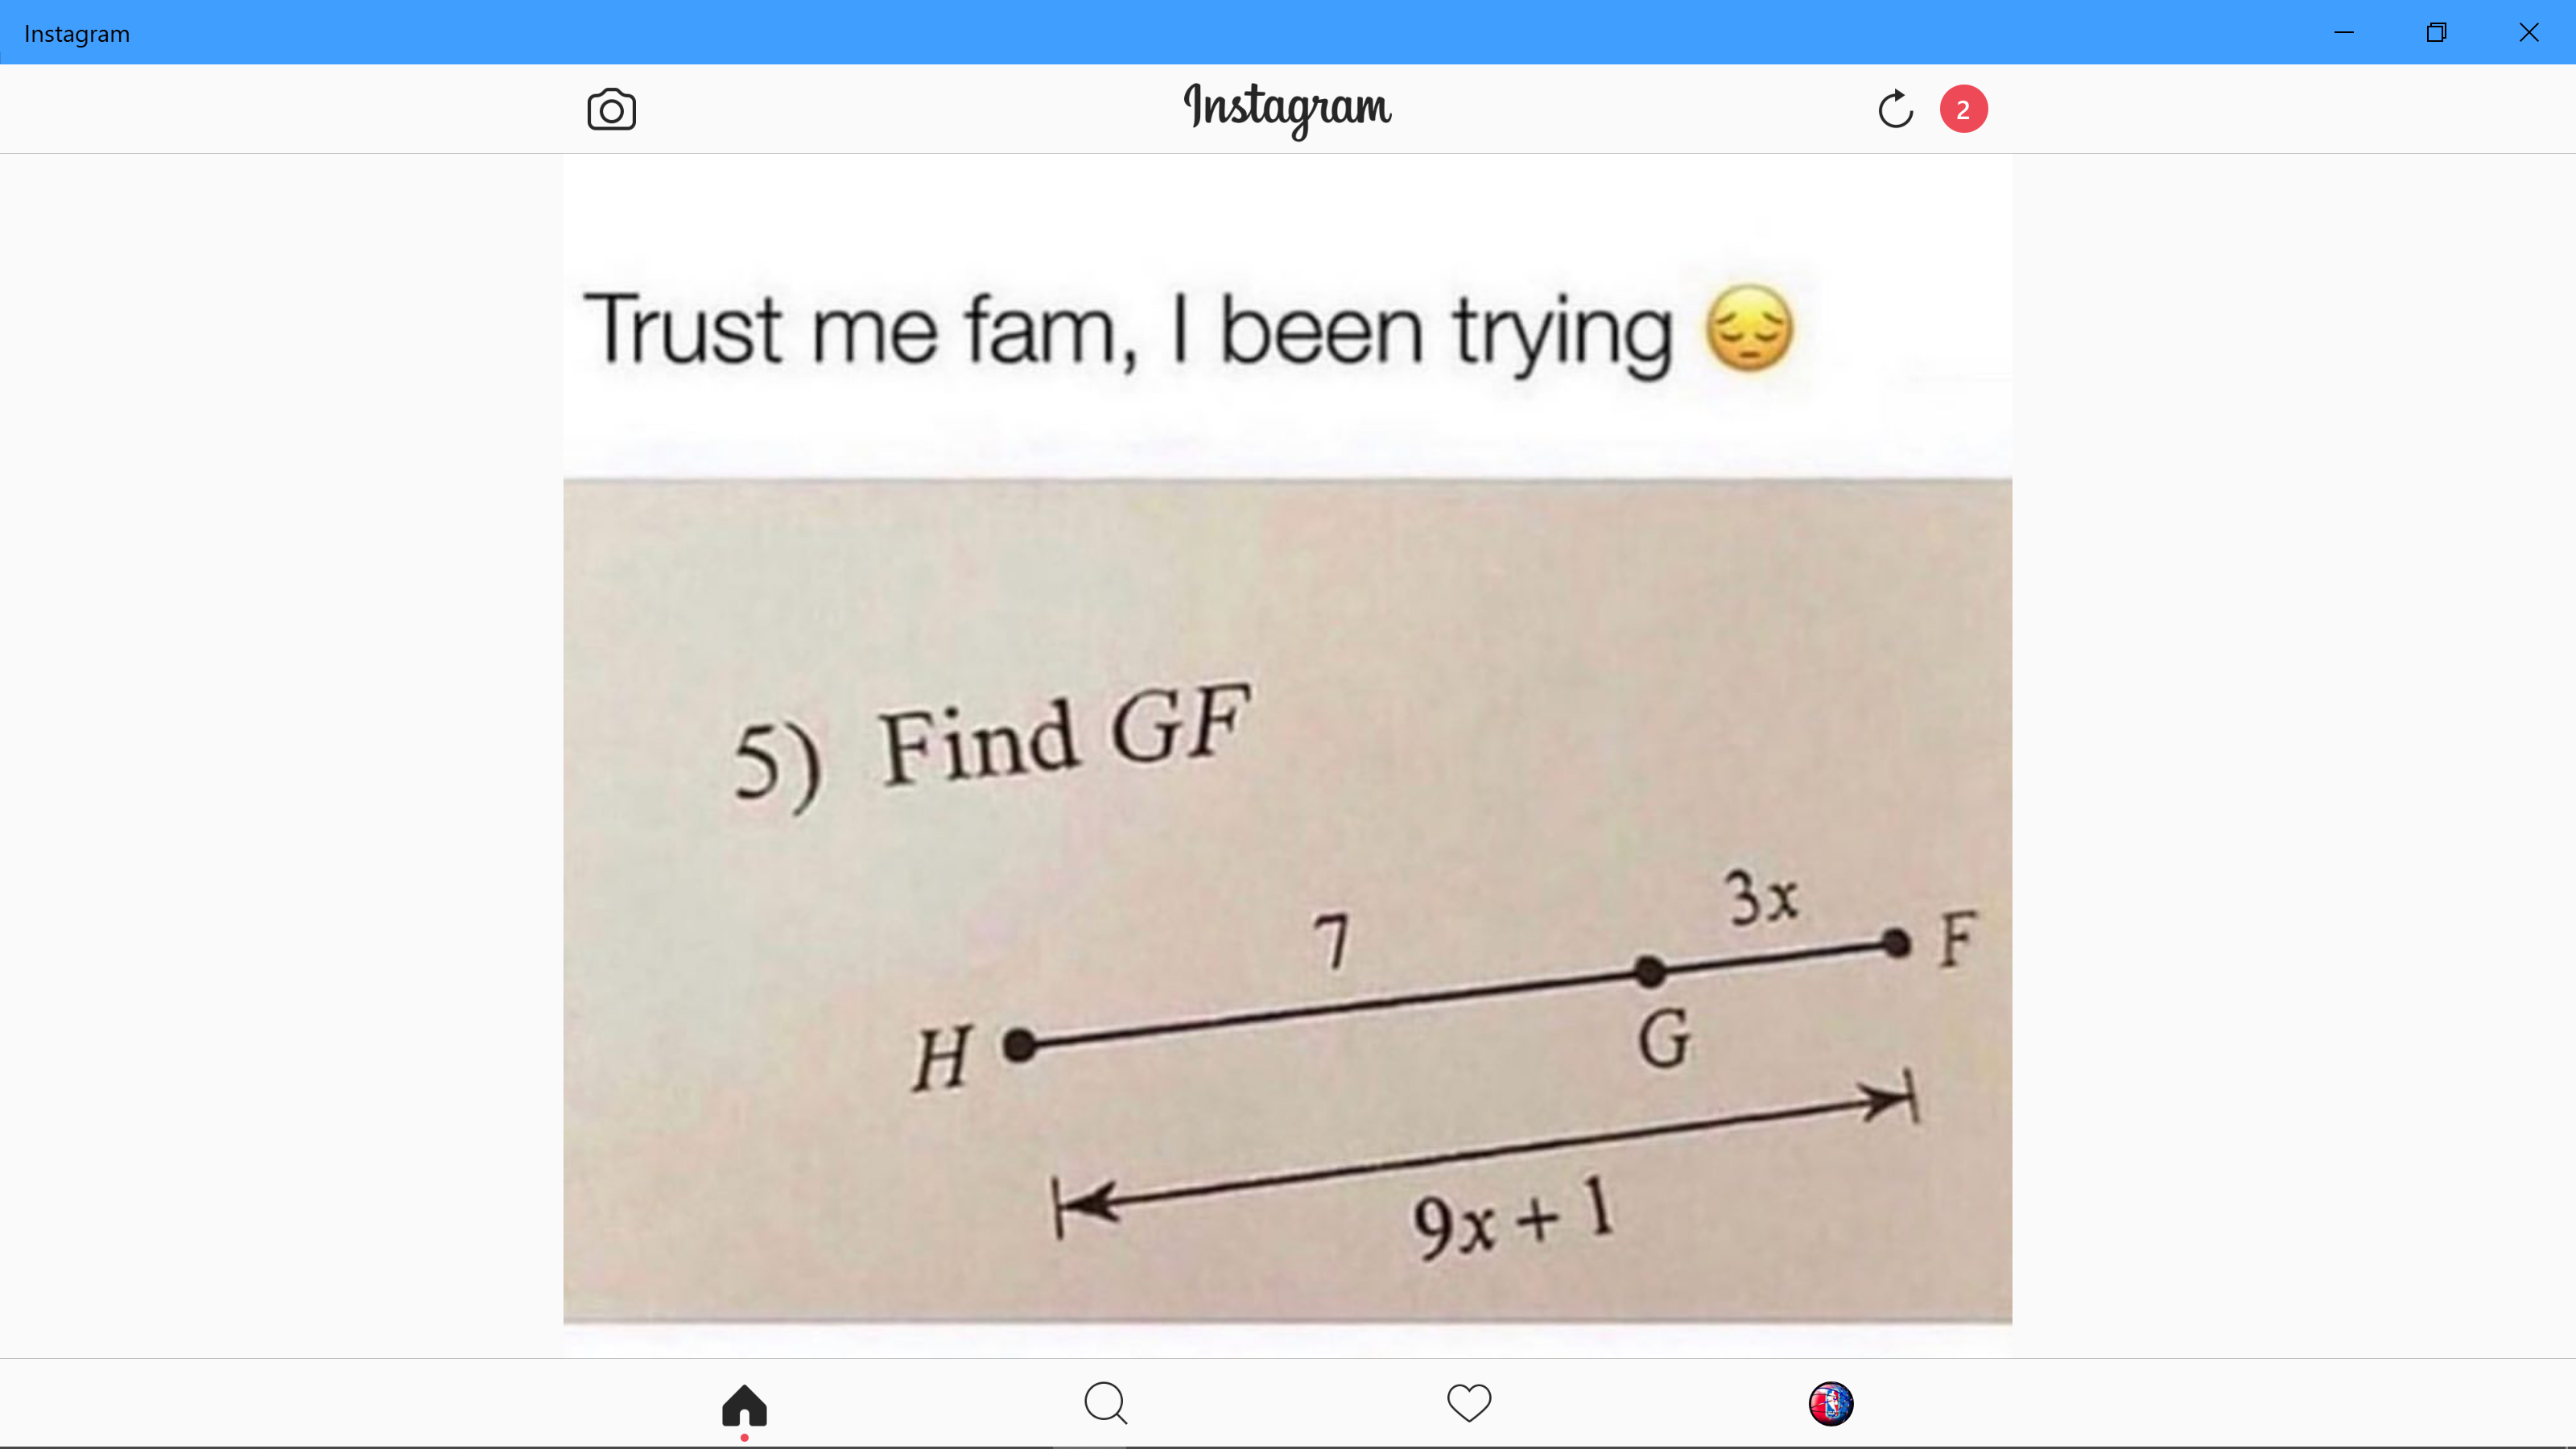 Instagram
Instagram
2
Trust me fam, I been trying 😔
5) Find GF
7
3x
F
H
G
9x + 1